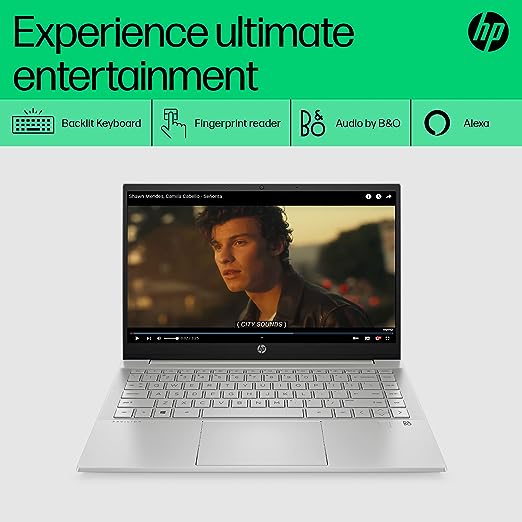 Experience ultimate
entertainment
hp
Backlit Keyboard
Fingerprint reader
B&O
Audio by B&O
Alexa
Shawn Mendes, Camila Cabello - Señorita
( CITY SOUNDS )
hp
PAVILION